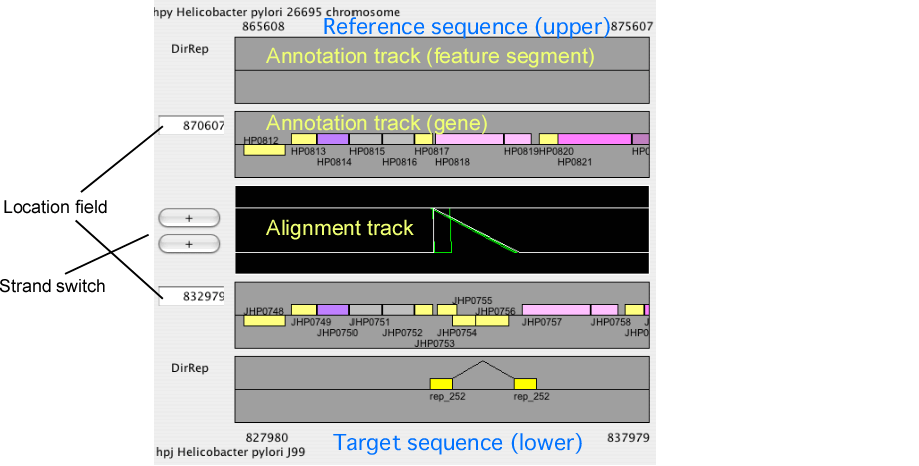 hpy Helicobacter pylori 26695 chromosome
865608 Reference sequence (upper) 875607
DirRep
Annotation track (feature segment)
870607
Annotation track (gene)
HP0812
HP0813 HP0815 HP0817 HP0819 HP0820 HP0
HP0814 HP0816 HP0818 HP0821
Location field
+
Alignment track
+
Strand switch
832979
JHP0755
JHP0748 JHP0756
JHP0749 JHP0751 JHP0757 JHP0758 J
JHP0750 JHP0752 JHP0754 JHP0
JHP0753
DirRep
rep_252 rep_252
827980 Target sequence (lower) 837979
hpj Helicobacter pylori J99